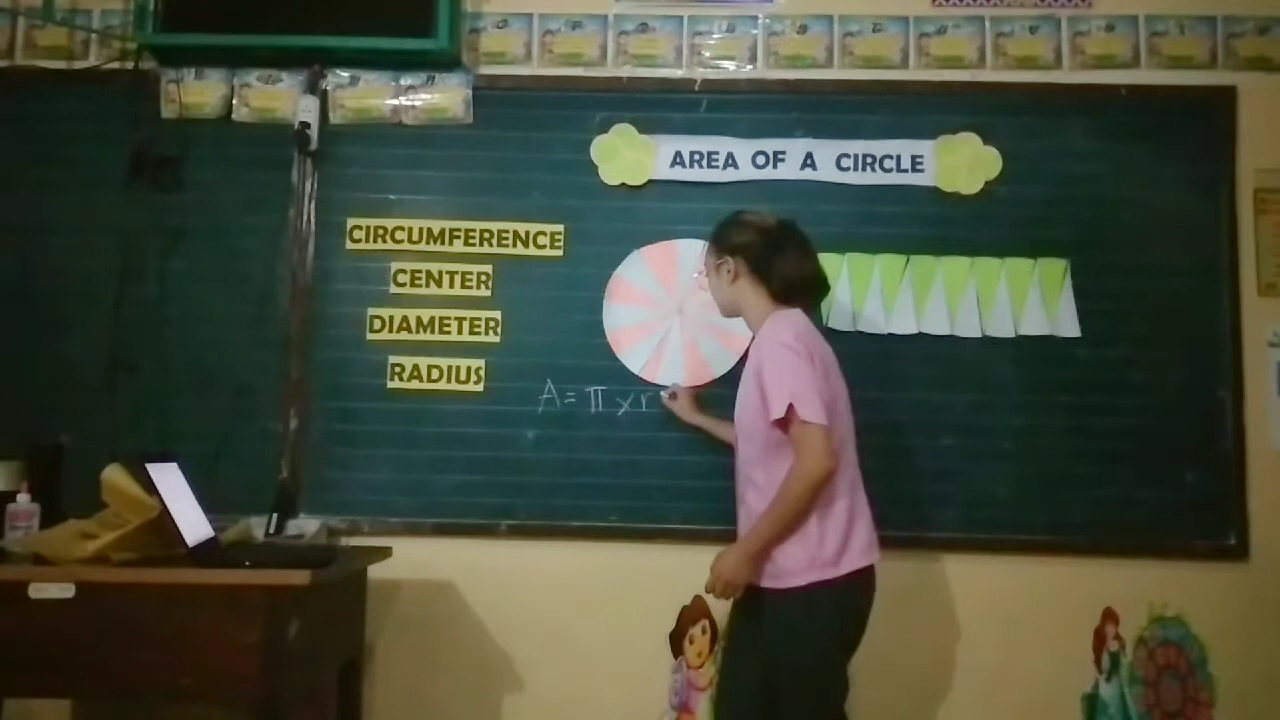 AREA OF A CIRCLE
CIRCUMFERENCE
CENTER
DIAMETER
RADIUS
A = π x r